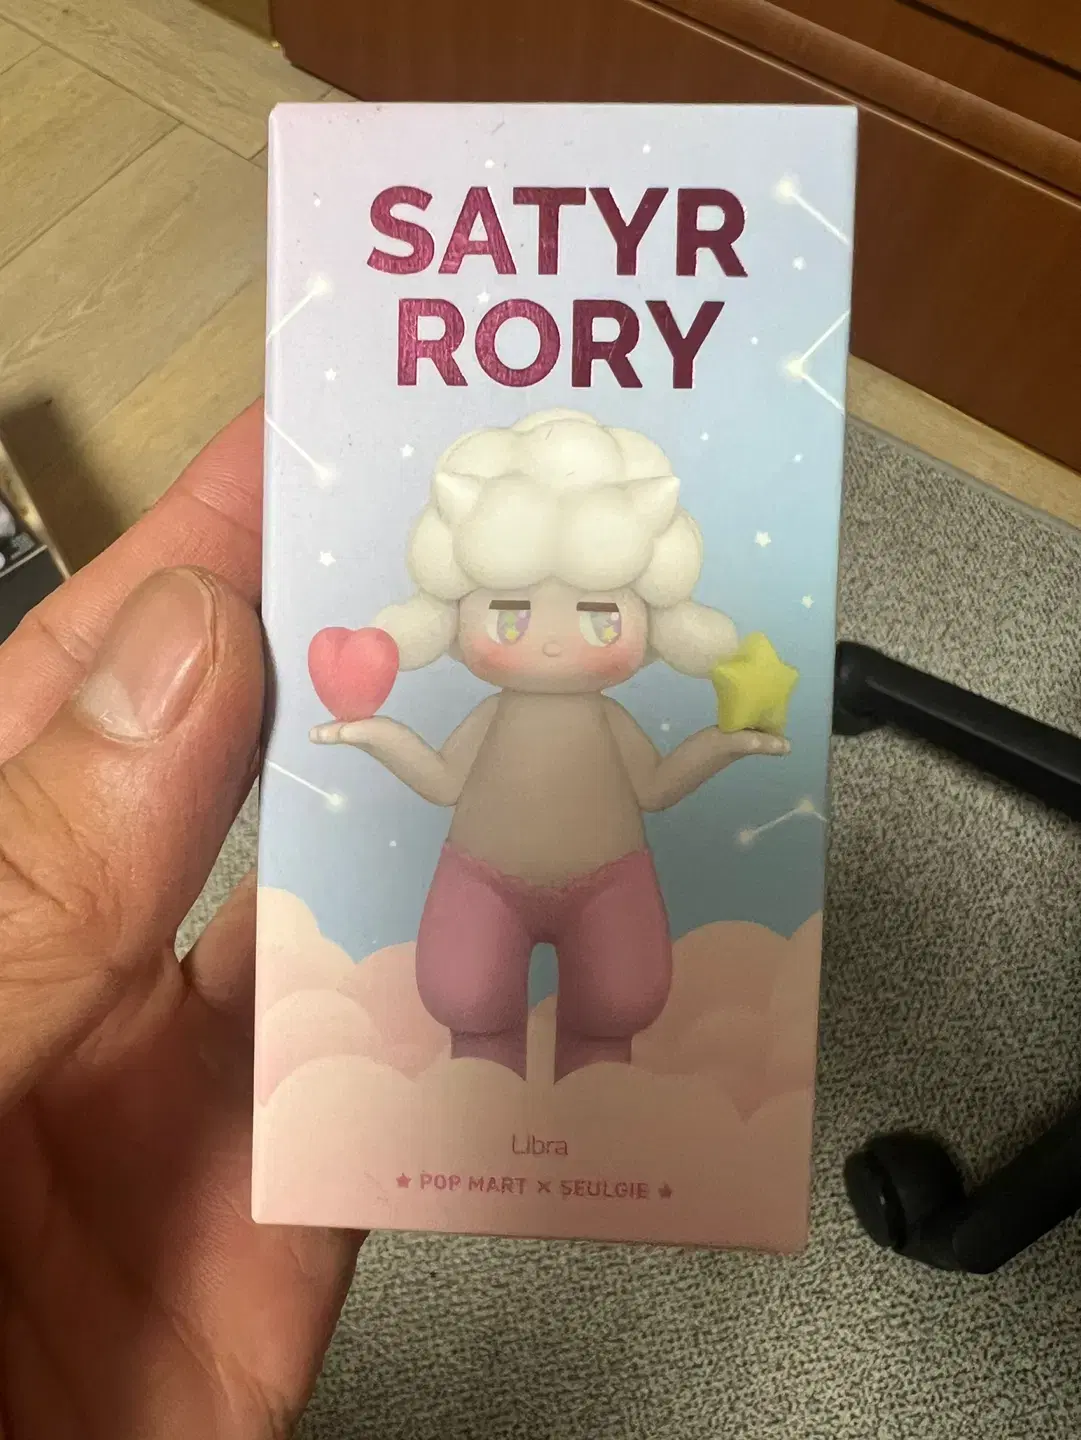 SATYR
RORY
Libra
★ POP MART × SEULGIE ★